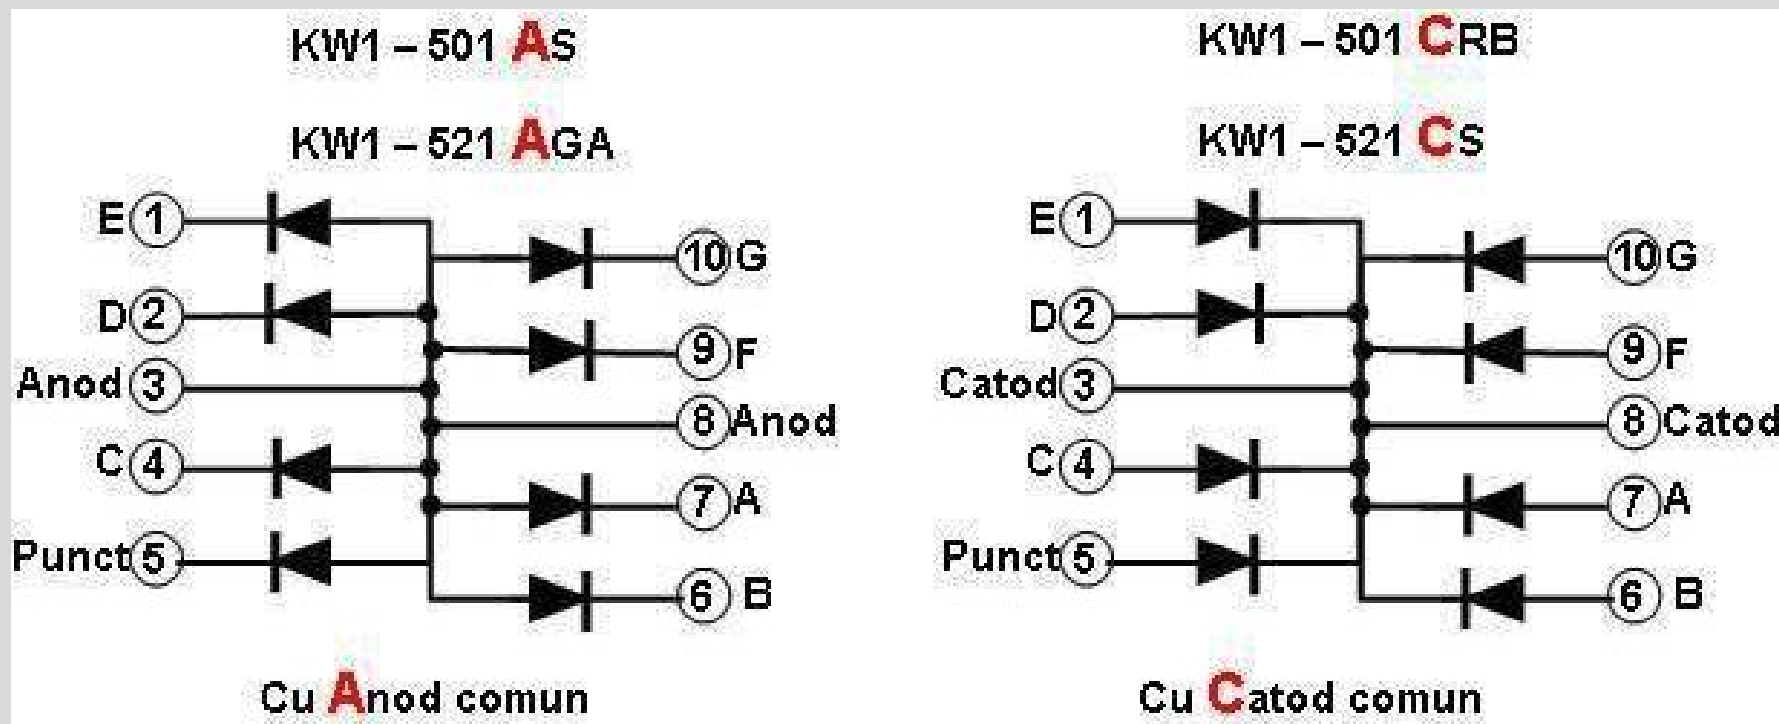 KW1 – 501 AS
KW1 – 521 AGA
E 1
10 G
D 2
9 F
Anod 3
8 Anod
C 4
7 A
Punct 5
6 B
Cu Anod comun
KW1 – 501 CRB
KW1 – 521 CS
E 1
10 G
D 2
9 F
Catod 3
8 Catod
C 4
7 A
Punct 5
6 B
Cu Catod comun